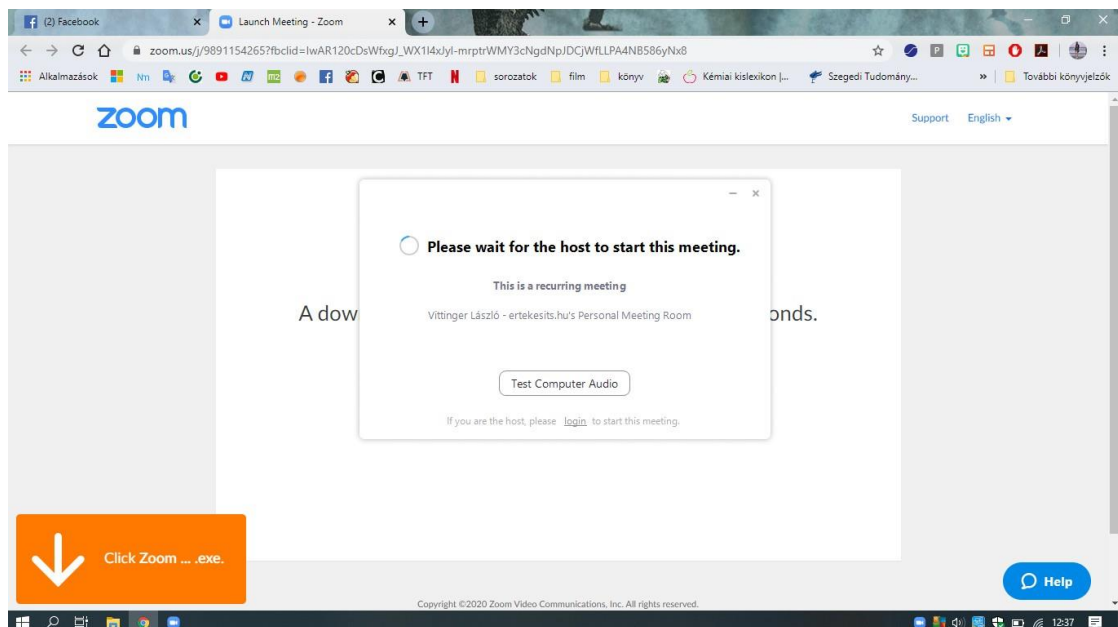 (2) Facebook
Launch Meeting - Zoom
zoom.us/j/9891154265?fbclid=IwAR120cDsWfxgJ_WX1I4xJyI-mrptrWMY3cNgdNpJDCjWfLLPA4NB586yNx8
Alkalmazások
Nm
TFT
sorozatok
film
könyv
Kémiai kislexikon |...
Szegedi Tudomány...
»
További könyvjelzők
zoom
Support
English
Please wait for the host to start this meeting.
This is a recurring meeting
A dow
Vittinger László - ertekesits.hu's Personal Meeting Room
onds.
Test Computer Audio
If you are the host, please login to start this meeting.
Click Zoom ... .exe.
Help
Copyright ©2020 Zoom Video Communications, Inc. All rights reserved.
12:37